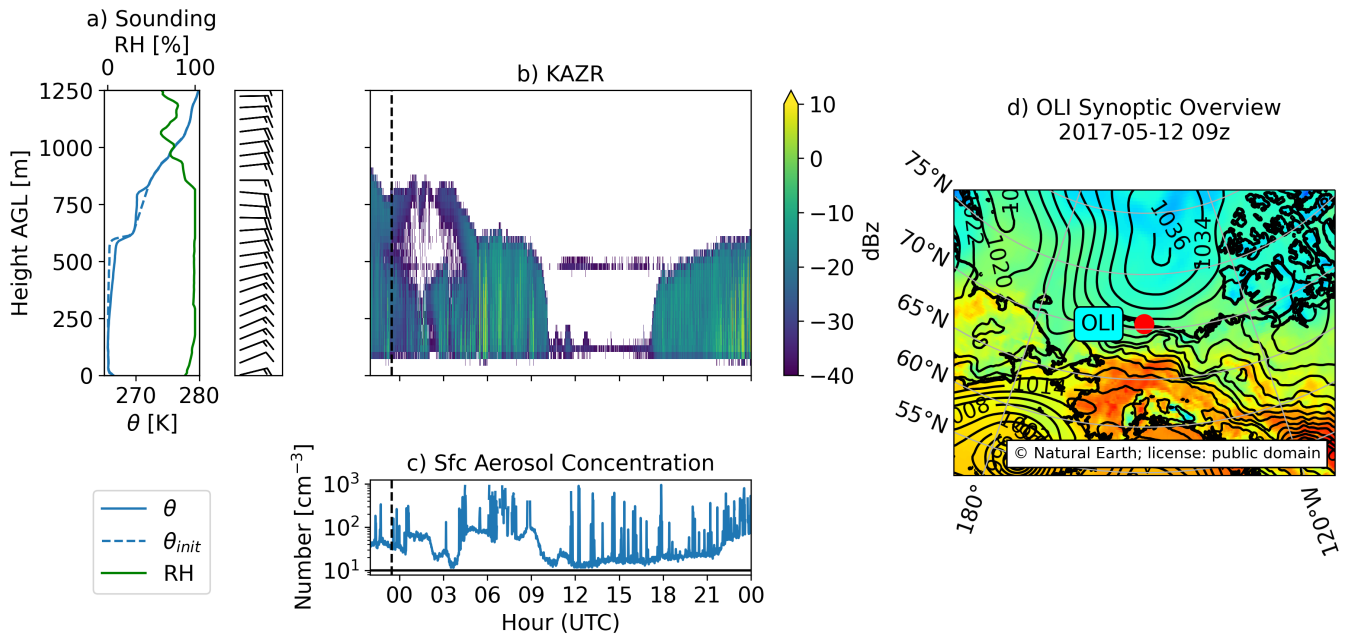 a) Sounding
RH [%]
0 100
1250
1000
750
500
250
0
Height AGL [m]
270 280
θ [K]
θ
θinit
RH
b) KAZR
10
0
−10
−20
−30
−40
dBz
c) Sfc Aerosol Concentration
10³
10²
10¹
Number [cm⁻³]
00 03 06 09 12 15 18 21 00
Hour (UTC)
d) OLI Synoptic Overview
2017-05-12 09z
75°N
70°N
65°N
60°N
55°N
1020
1036
1034
OLI
1014
© Natural Earth; license: public domain
180°
120°W